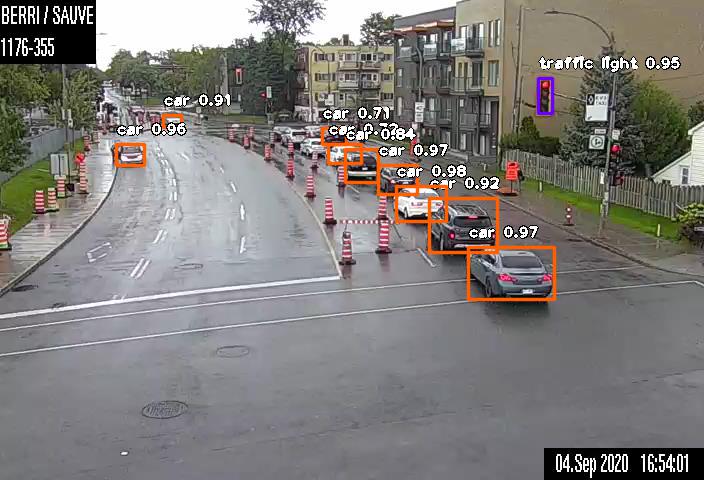 BERRI / SAUVE
1176-355
traffic light 0.95
car 0.91
car 0.71
car 0.96
car 0.84
car 0.97
car 0.98
car 0.92
car 0.97
04.Sep 2020 16:54:01